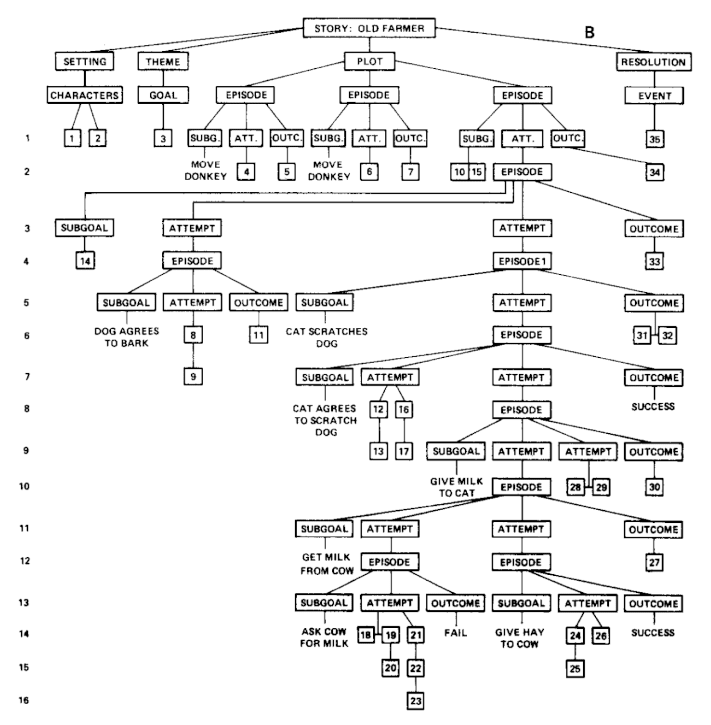 STORY: OLD FARMER
B
SETTING THEME PLOT RESOLUTION
CHARACTERS GOAL EPISODE EPISODE EPISODE EVENT
1 1 2 3 SUBG. ATT. OUTC. SUBG. ATT. OUTC. SUBG. ATT. OUTC. 35
MOVE DONKEY 4 5 MOVE DONKEY 6 7 10 15 34
2 EPISODE
3 SUBGOAL ATTEMPT ATTEMPT OUTCOME
4 14 EPISODE EPISODE1 33
5 SUBGOAL ATTEMPT OUTCOME SUBGOAL ATTEMPT OUTCOME
6 DOG AGREES TO BARK 8 11 CAT SCRATCHES DOG EPISODE 31 32
9
7 SUBGOAL ATTEMPT ATTEMPT OUTCOME
8 CAT AGREES TO SCRATCH DOG 12 16 EPISODE SUCCESS
9 13 17 SUBGOAL ATTEMPT ATTEMPT OUTCOME
10 GIVE MILK TO CAT EPISODE 28 29 30
11 SUBGOAL ATTEMPT ATTEMPT OUTCOME
12 GET MILK FROM COW EPISODE EPISODE 27
13 SUBGOAL ATTEMPT OUTCOME SUBGOAL ATTEMPT OUTCOME
14 ASK COW FOR MILK 18 19 21 FAIL GIVE HAY TO COW 24 26 SUCCESS
15 20 22 25
16 23